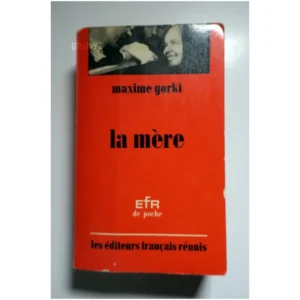 maxime gorki
la mère
EfR
de poche
les éditeurs français réunis